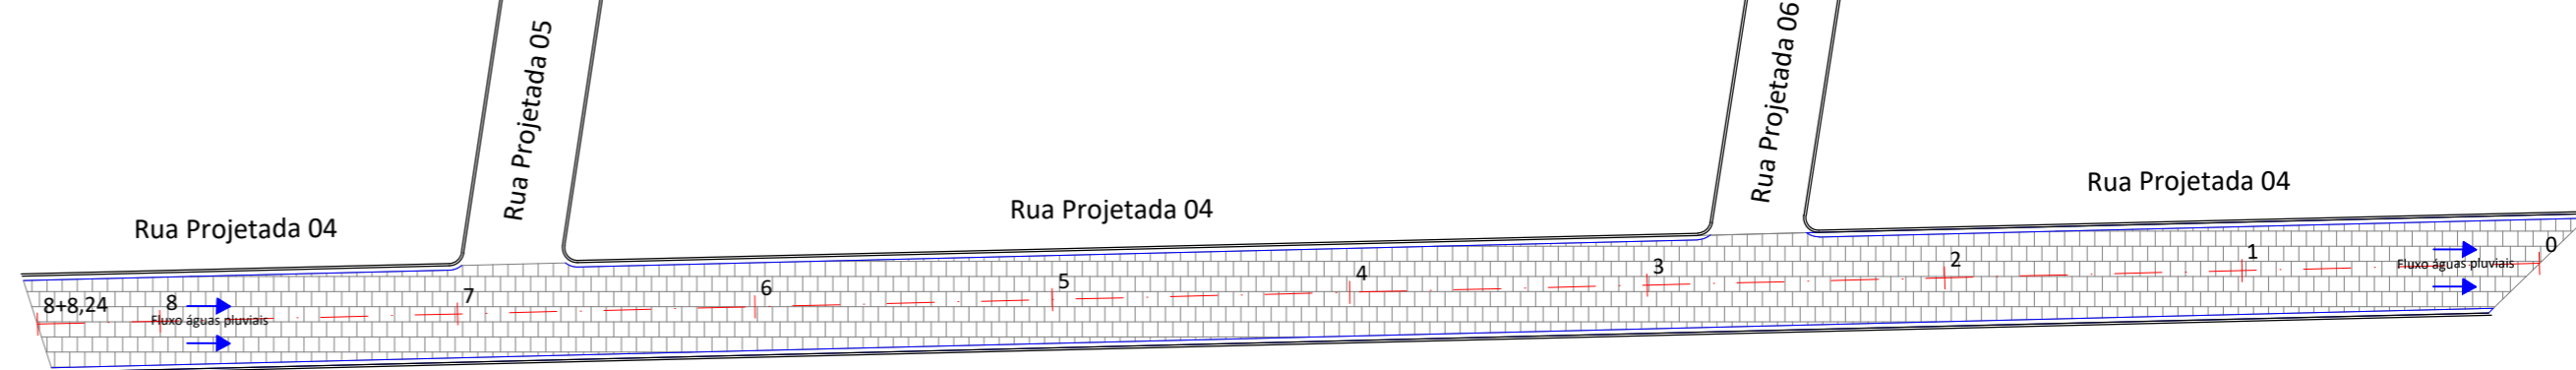 Rua Projetada 05
Rua Projetada 06
Rua Projetada 04
Rua Projetada 04
Rua Projetada 04
8+8,24
8
7
6
5
4
3
2
1
0
Fluxo águas pluviais
Fluxo águas pluviais